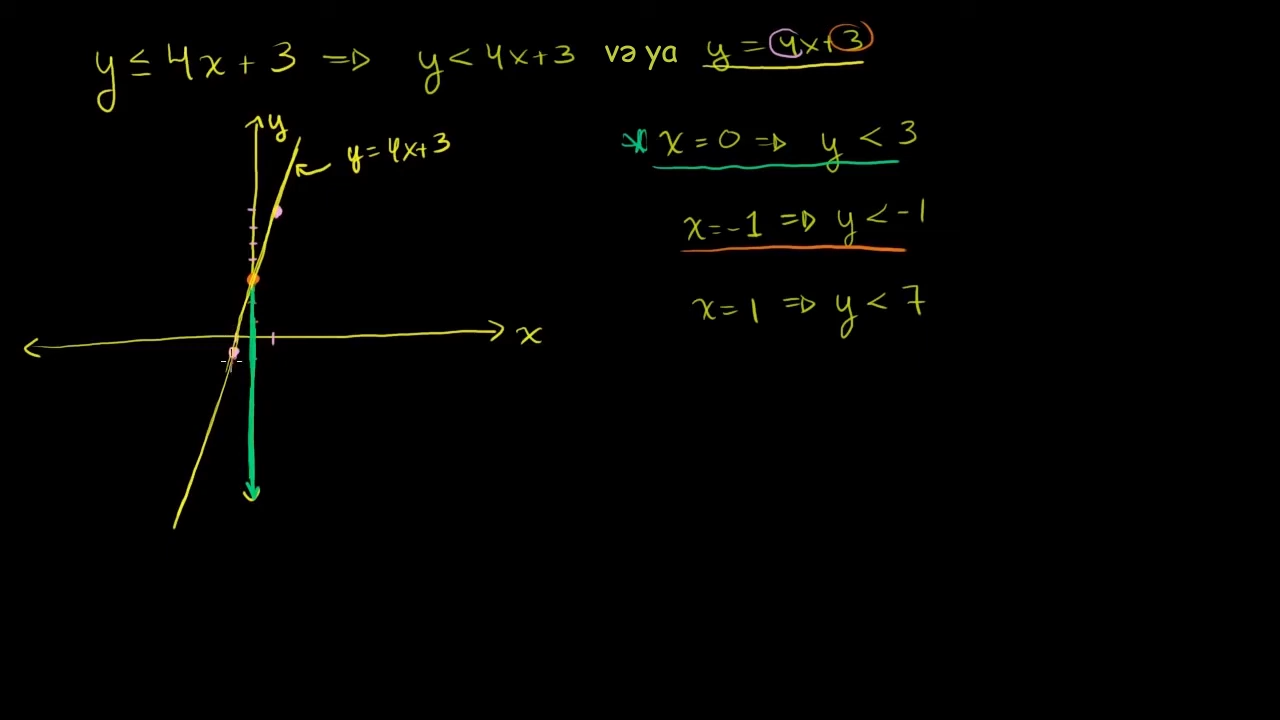 y ≤ 4x + 3 ⇒ y < 4x+3 və ya y = 4x+3
y
y = 4x+3
x = 0 ⇒ y < 3
x = -1 ⇒ y < -1
x = 1 ⇒ y < 7
x